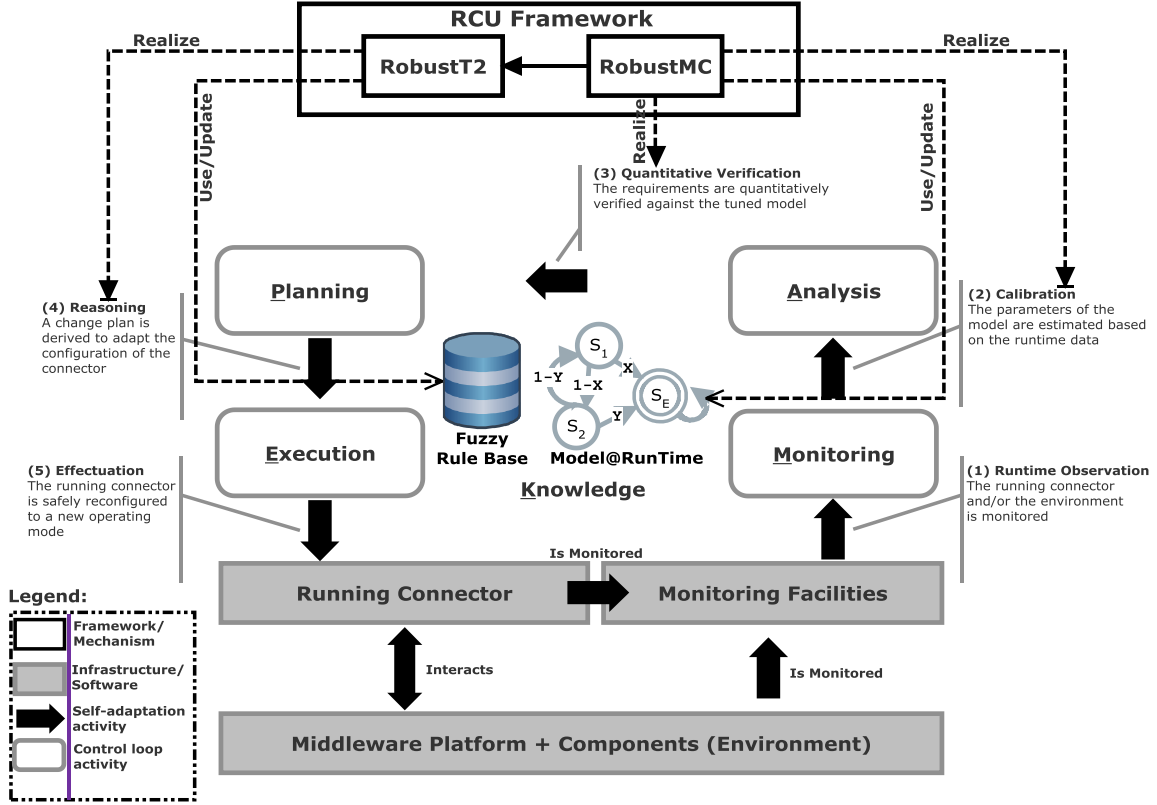 RCU Framework
RobustT2
RobustMC
Realize
Realize
Realize
Use/Update
Use/Update
(3) Quantitative Verification
The requirements are quantitatively
verified against the tuned model
Planning
Analysis
(4) Reasoning
A change plan is
derived to adapt the
configuration of the
connector
(2) Calibration
The parameters of the
model are estimated based
on the runtime data
S1
X
1-Y
1-X
SE
Y
S2
Fuzzy
Rule Base
Model@RunTime
Knowledge
Execution
Monitoring
(5) Effectuation
The running connector
is safely reconfigured
to a new operating
mode
(1) Runtime Observation
The running connector
and/or the environment
is monitored
Is Monitored
Running Connector
Monitoring Facilities
Interacts
Is Monitored
Middleware Platform + Components (Environment)
Legend:
Framework/
Mechanism
Infrastructure/
Software
Self-adaptation
activity
Control loop
activity